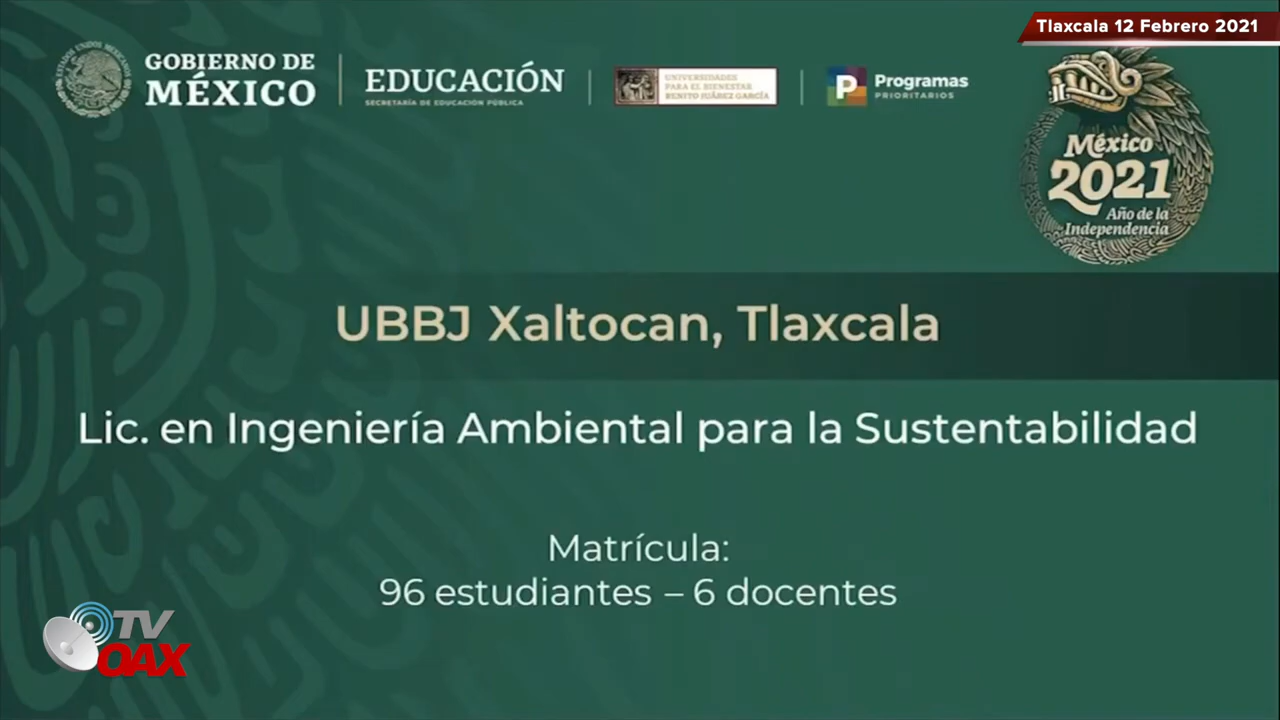 Tlaxcala 12 Febrero 2021
GOBIERNO DE
MÉXICO
EDUCACIÓN
SECRETARÍA DE EDUCACIÓN PÚBLICA
UNIVERSIDADES
PARA EL BIENESTAR
BENITO JUÁREZ GARCÍA
P
Programas
PRIORITARIOS
México
2021
Año de la
Independencia
UBBJ Xaltocan, Tlaxcala
Lic. en Ingeniería Ambiental para la Sustentabilidad
Matrícula:
96 estudiantes – 6 docentes
TV
OAX